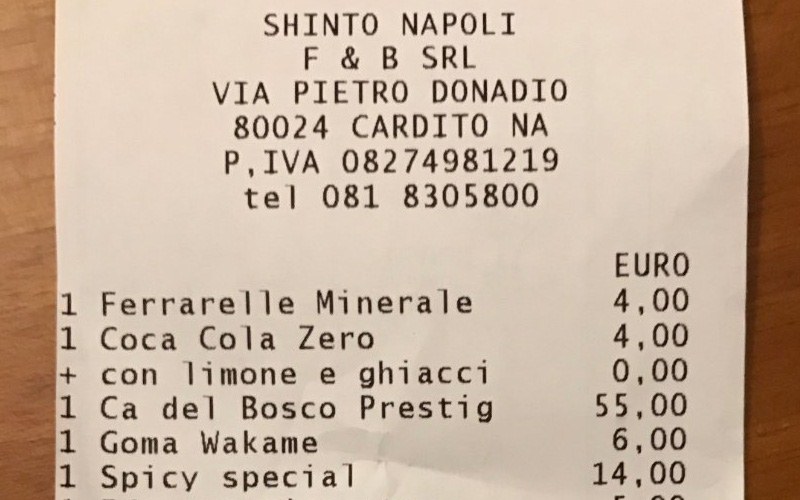 SHINTO NAPOLI
F & B SRL
VIA PIETRO DONADIO
80024 CARDITO NA
P,IVA 08274981219
tel 081 8305800
EURO
1 Ferrarelle Minerale 4,00
1 Coca Cola Zero 4,00
+ con limone e ghiacci 0,00
1 Ca del Bosco Prestig 55,00
1 Goma Wakame 6,00
1 Spicy special 14,00